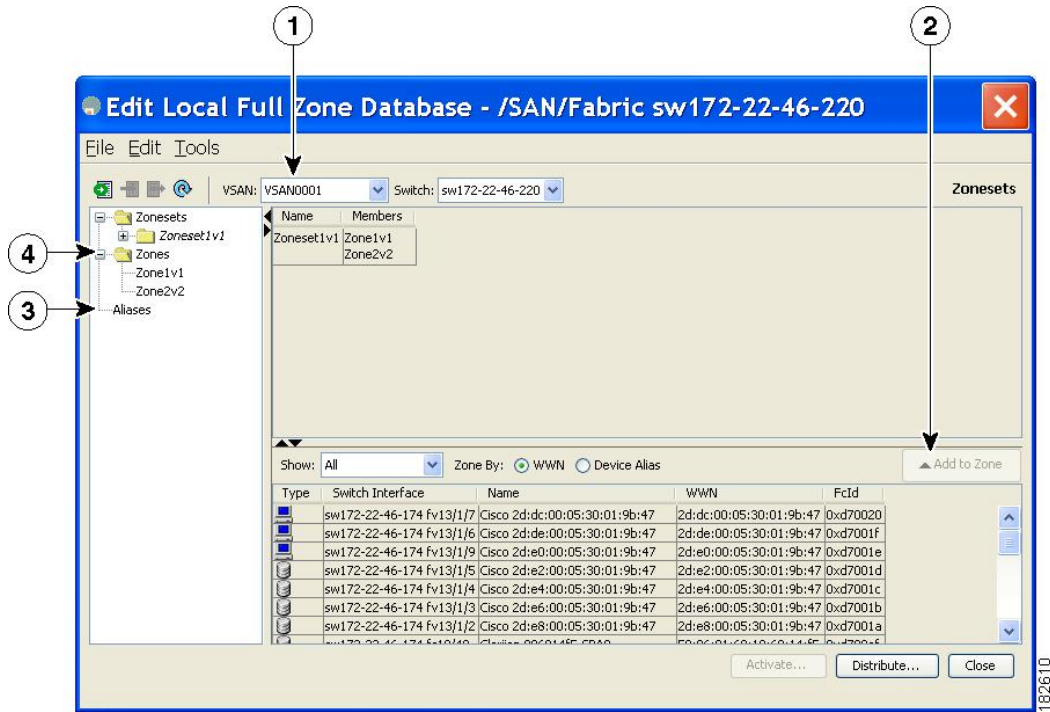 1
2
Edit Local Full Zone Database - /SAN/Fabric sw172-22-46-220
File Edit Tools
VSAN: VSAN0001 Switch: sw172-22-46-220 Zonesets
Zonesets
Zoneset1v1
4
Zones
Zone1v1
Zone2v2
3
Aliases
Name Members
Zoneset1v1 Zone1v1
Zone2v2
Show: All Zone By: WWN Device Alias Add to Zone
Type Switch Interface Name WWN FcId
sw172-22-46-174 fv13/1/7 Cisco 2d:dc:00:05:30:01:9b:47 2d:dc:00:05:30:01:9b:47 0xd70020
sw172-22-46-174 fv13/1/6 Cisco 2d:de:00:05:30:01:9b:47 2d:de:00:05:30:01:9b:47 0xd7001f
sw172-22-46-174 fv13/1/9 Cisco 2d:e0:00:05:30:01:9b:47 2d:e0:00:05:30:01:9b:47 0xd7001e
sw172-22-46-174 fv13/1/5 Cisco 2d:e2:00:05:30:01:9b:47 2d:e2:00:05:30:01:9b:47 0xd7001d
sw172-22-46-174 fv13/1/4 Cisco 2d:e4:00:05:30:01:9b:47 2d:e4:00:05:30:01:9b:47 0xd7001c
sw172-22-46-174 fv13/1/3 Cisco 2d:e6:00:05:30:01:9b:47 2d:e6:00:05:30:01:9b:47 0xd7001b
sw172-22-46-174 fv13/1/2 Cisco 2d:e8:00:05:30:01:9b:47 2d:e8:00:05:30:01:9b:47 0xd7001a
Activate... Distribute... Close
182610